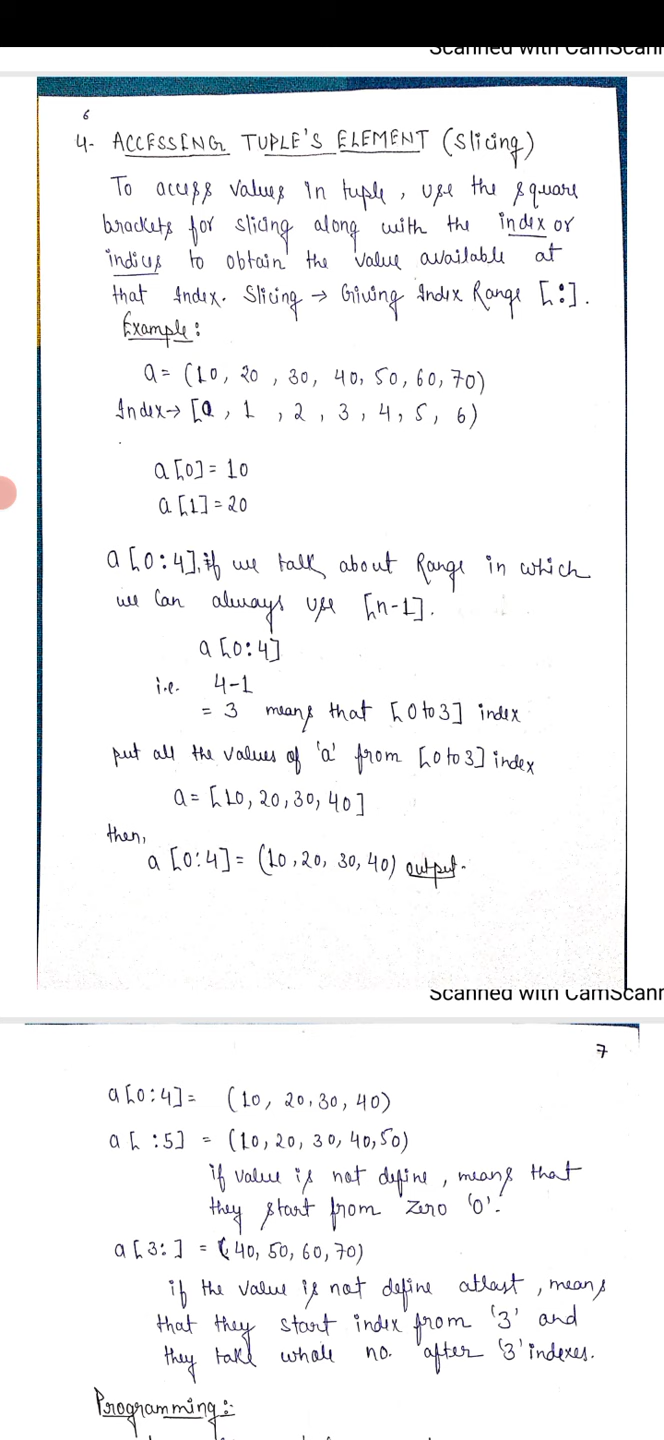 Scanned with CamScann
6
4- ACCESSING TUPLE'S ELEMENT (Slicing)
To access values in tuple, use the square
brackets for slicing along with the index or
indices to obtain the value available at
that Index. Slicing → Giving Index Range [:].
Example:
a = (10, 20, 30, 40, 50, 60, 70)
Index→ [0, 1, 2, 3, 4, 5, 6)
a[0] = 10
a[1] = 20
a[0:4], if we talk about Range in which
we can always use [n-1].
a[0:4]
i.e. 4-1
= 3 means that [0 to 3] index
put all the values of 'a' from [0 to 3] index
a = [10, 20, 30, 40]
then,
a[0:4] = (10, 20, 30, 40) output.
Scanned with CamScann
7
a[0:4] = (10, 20, 30, 40)
a[ :5] = (10, 20, 30, 40, 50)
if value is not define, means that
they start from zero '0'.
a[3: ] = (40, 50, 60, 70)
if the value is not define atlast, means
that they start index from '3' and
they take whole no. after '3' indexes.
Programming:-